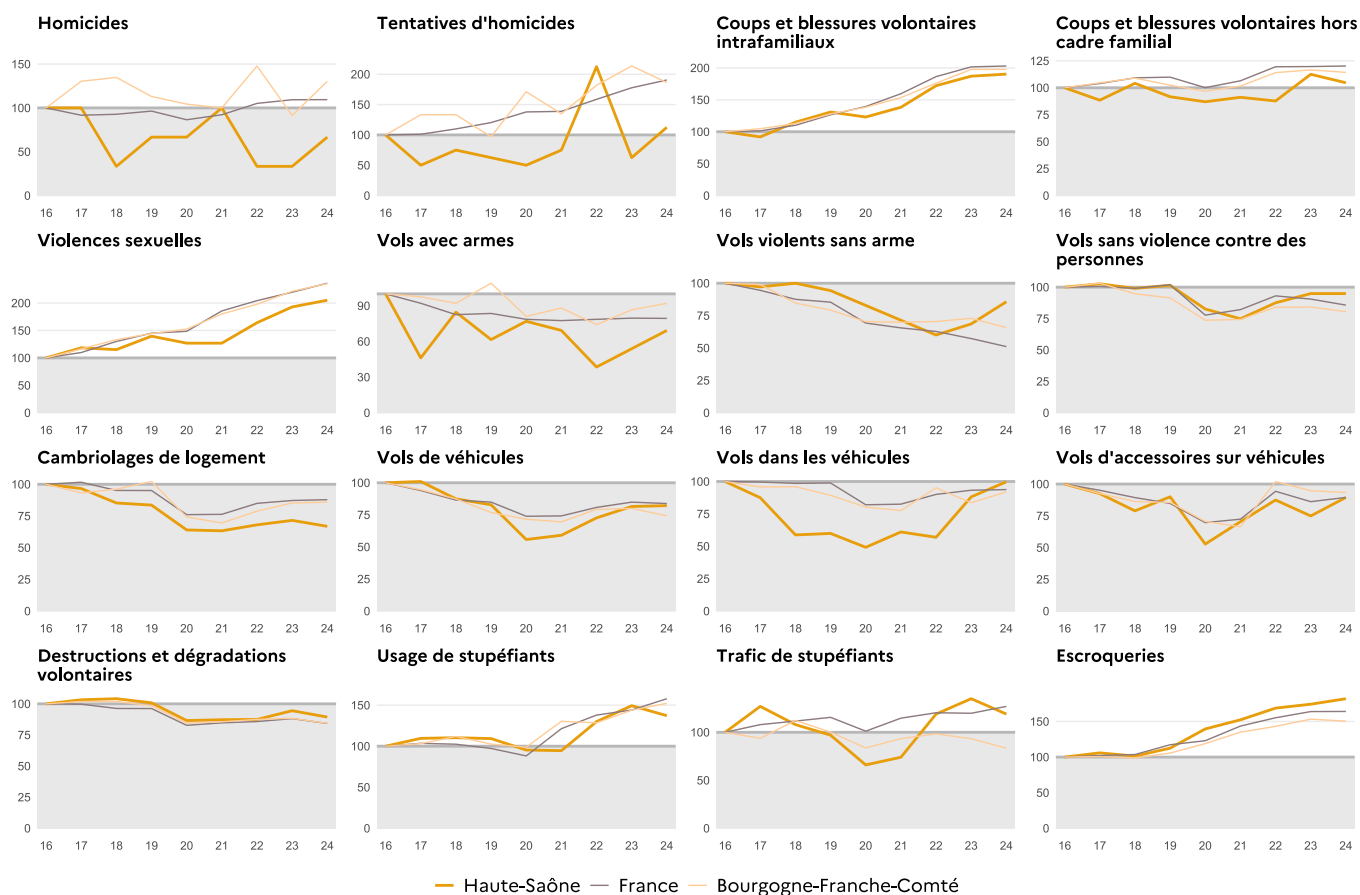 Homicides
150
100
50
0
16 17 18 19 20 21 22 23 24
Tentatives d'homicides
200
150
100
50
0
16 17 18 19 20 21 22 23 24
Coups et blessures volontaires
intrafamiliaux
200
150
100
50
0
16 17 18 19 20 21 22 23 24
Coups et blessures volontaires hors
cadre familial
125
100
75
50
25
0
16 17 18 19 20 21 22 23 24
Violences sexuelles
200
150
100
50
0
16 17 18 19 20 21 22 23 24
Vols avec armes
90
60
30
0
16 17 18 19 20 21 22 23 24
Vols violents sans arme
100
75
50
25
0
16 17 18 19 20 21 22 23 24
Vols sans violence contre des
personnes
100
75
50
25
0
16 17 18 19 20 21 22 23 24
Cambriolages de logement
100
75
50
25
0
16 17 18 19 20 21 22 23 24
Vols de véhicules
100
75
50
25
0
16 17 18 19 20 21 22 23 24
Vols dans les véhicules
100
75
50
25
0
16 17 18 19 20 21 22 23 24
Vols d'accessoires sur véhicules
100
75
50
25
0
16 17 18 19 20 21 22 23 24
Destructions et dégradations
volontaires
100
75
50
25
0
16 17 18 19 20 21 22 23 24
Usage de stupéfiants
150
100
50
0
16 17 18 19 20 21 22 23 24
Trafic de stupéfiants
100
50
0
16 17 18 19 20 21 22 23 24
Escroqueries
150
100
50
0
16 17 18 19 20 21 22 23 24
Haute-Saône France Bourgogne-Franche-Comté